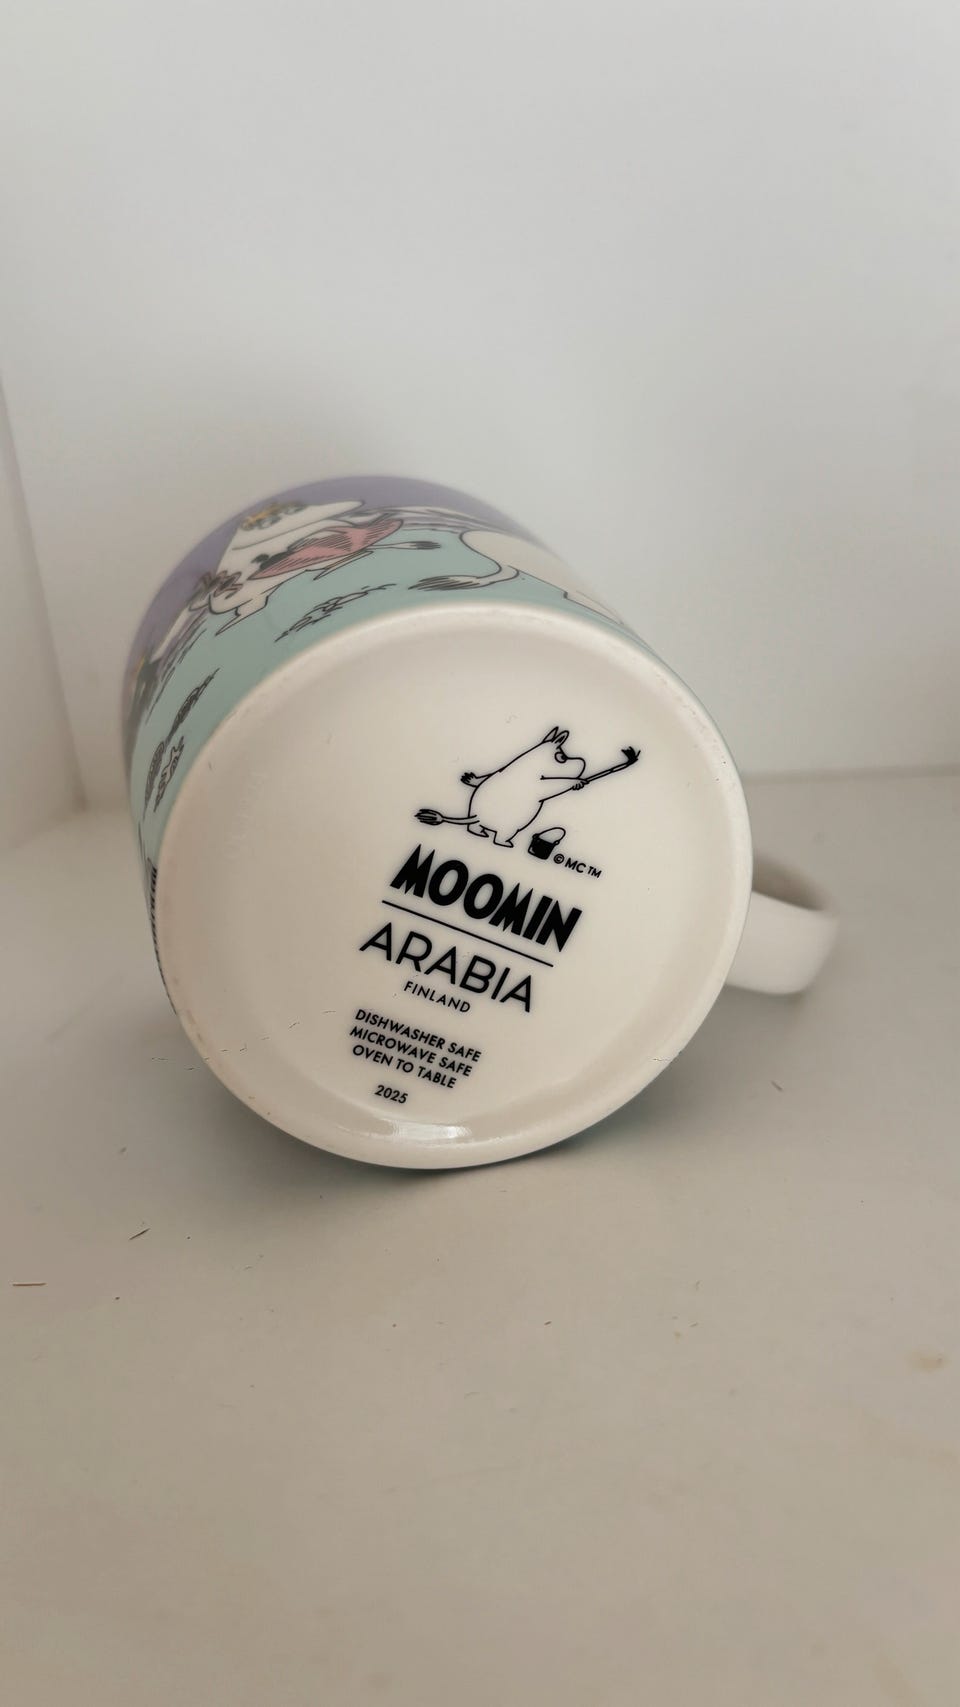 © MC ™
MOOMIN
ARABIA
FINLAND
DISHWASHER SAFE
MICROWAVE SAFE
OVEN TO TABLE
2025